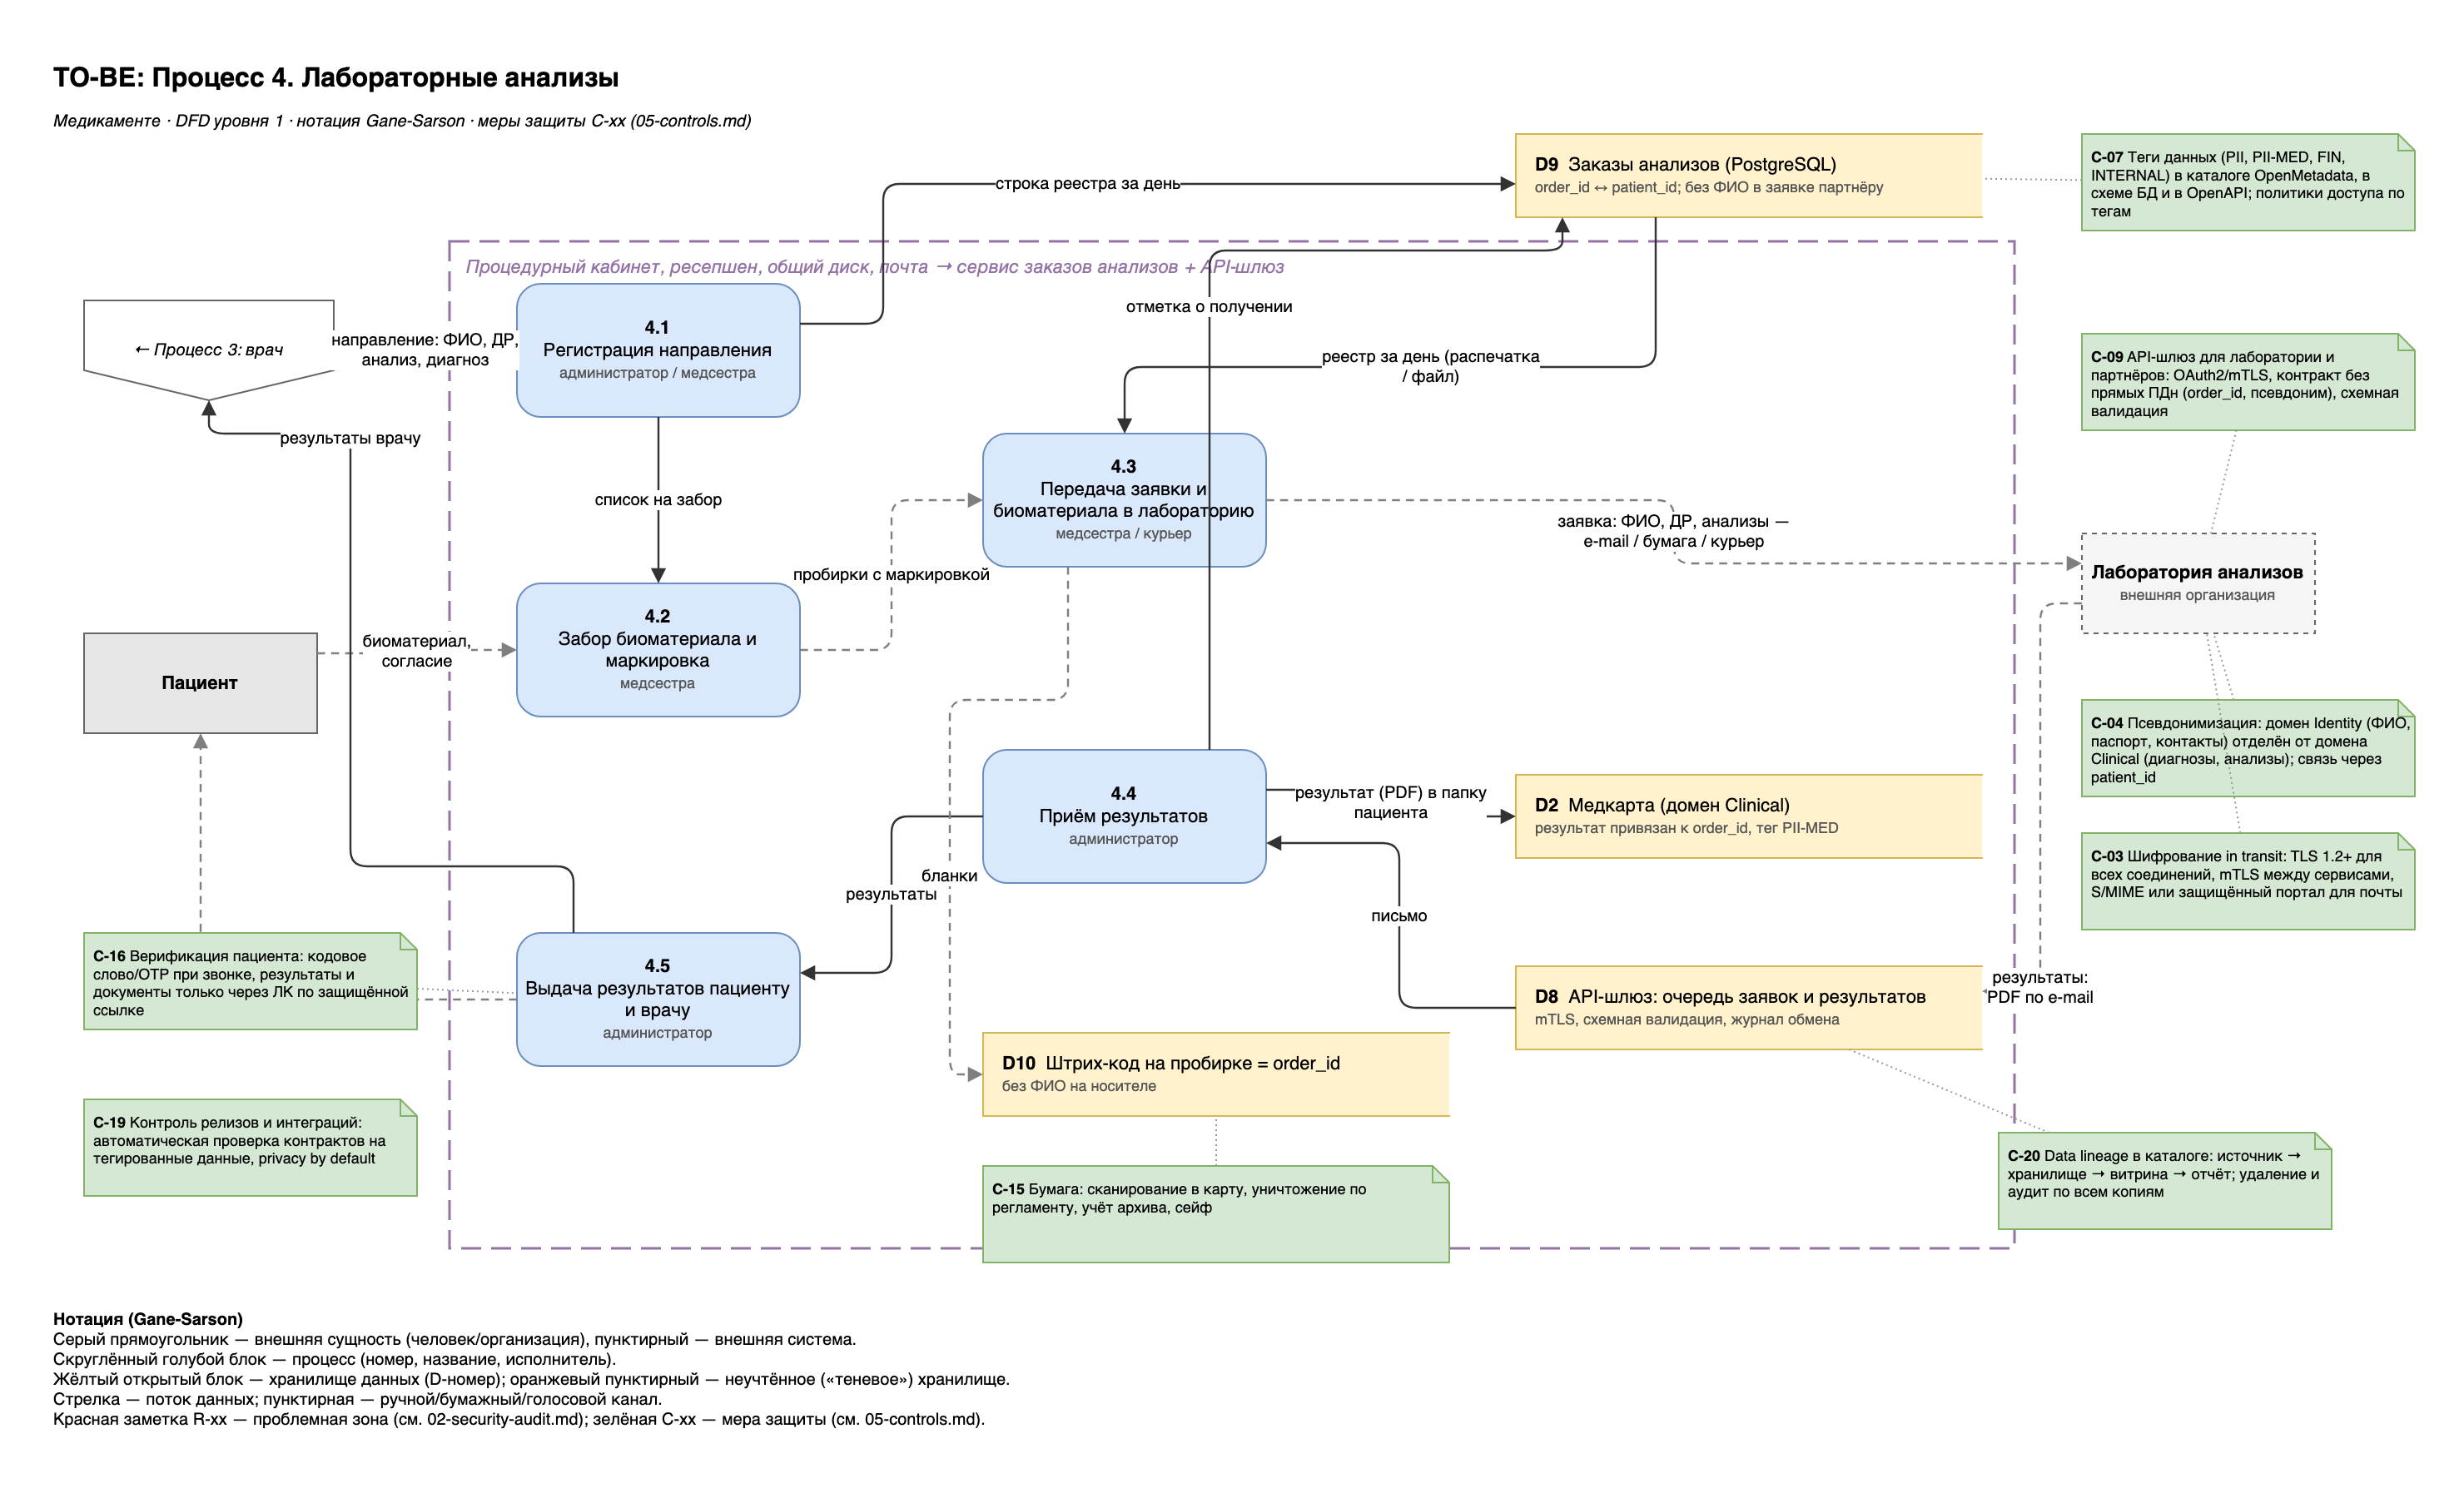 TO-BE: Процесс 4. Лабораторные анализы
Медикаменте · DFD уровня 1 · нотация Gane-Sarson · меры защиты C-xx (05-controls.md)
D9 Заказы анализов (PostgreSQL)
order_id ↔ patient_id; без ФИО в заявке партнёру
C-07 Теги данных (PII, PII-MED, FIN,
INTERNAL) в каталоге OpenMetadata, в
схеме БД и в OpenAPI; политики доступа по
тегам
строка реестра за день
Процедурный кабинет, ресепшен, общий диск, почта → сервис заказов анализов + API-шлюз
← Процесс 3: врач
направление: ФИО, ДР,
анализ, диагноз
4.1
Регистрация направления
администратор / медсестра
отметка о получении
реестр за день (распечатка
/ файл)
C-09 API-шлюз для лаборатории и
партнёров: OAuth2/mTLS, контракт без
прямых ПДн (order_id, псевдоним), схемная
валидация
результаты врачу
список на забор
4.3
Передача заявки и
биоматериала в лабораторию
медсестра / курьер
заявка: ФИО, ДР, анализы —
e-mail / бумага / курьер
Лаборатория анализов
внешняя организация
пробирки с маркировкой
4.2
Забор биоматериала и
маркировка
медсестра
биоматериал,
согласие
Пациент
C-04 Псевдонимизация: домен Identity (ФИО,
паспорт, контакты) отделён от домена
Clinical (диагнозы, анализы); связь через
patient_id
4.4
Приём результатов
администратор
результат (PDF) в папку
пациента
D2 Медкарта (домен Clinical)
результат привязан к order_id, тег PII-MED
C-03 Шифрование in transit: TLS 1.2+ для
всех соединений, mTLS между сервисами,
S/MIME или защищённый портал для почты
бланки
результаты
письмо
C-16 Верификация пациента: кодовое
слово/OTP при звонке, результаты и
документы только через ЛК по защищённой
ссылке
4.5
Выдача результатов пациенту
и врачу
администратор
D8 API-шлюз: очередь заявок и результатов
mTLS, схемная валидация, журнал обмена
результаты:
PDF по e-mail
D10 Штрих-код на пробирке = order_id
без ФИО на носителе
C-19 Контроль релизов и интеграций:
автоматическая проверка контрактов на
тегированные данные, privacy by default
C-15 Бумага: сканирование в карту, уничтожение по
регламенту, учёт архива, сейф
C-20 Data lineage в каталоге: источник →
хранилище → витрина → отчёт; удаление и
аудит по всем копиям
Нотация (Gane-Sarson)
Серый прямоугольник — внешняя сущность (человек/организация), пунктирный — внешняя система.
Скруглённый голубой блок — процесс (номер, название, исполнитель).
Жёлтый открытый блок — хранилище данных (D-номер); оранжевый пунктирный — неучтённое («теневое») хранилище.
Стрелка — поток данных; пунктирная — ручной/бумажный/голосовой канал.
Красная заметка R-xx — проблемная зона (см. 02-security-audit.md); зелёная C-xx — мера защиты (см. 05-controls.md).